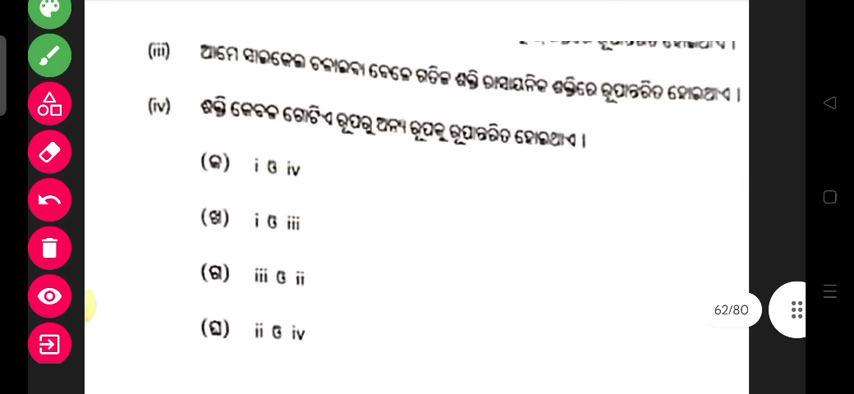 (iii) ଆମେ ସାଇକେଲ ଚଳାଇବା ବେଳେ ଗତିଜ ଶକ୍ତି ରାସାୟନିକ ଶକ୍ତିରେ ରୂପାନ୍ତରିତ ହୋଇଥାଏ ।
(iv) ଶକ୍ତି କେବଳ ଗୋଟିଏ ରୂପରୁ ଅନ୍ୟ ରୂପକୁ ରୂପାନ୍ତରିତ ହୋଇଥାଏ ।
(କ) i ଓ iv
(ଖ) i ଓ iii
(ଗ) iii ଓ ii
62/80
(ଘ) ii ଓ iv